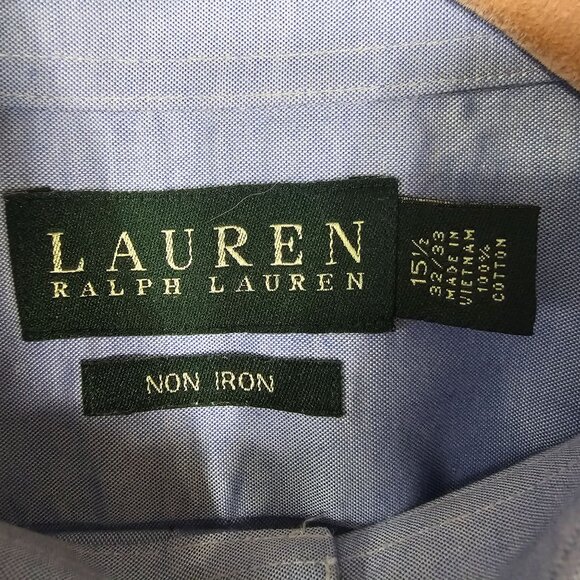 LAUREN
RALPH LAUREN
NON IRON
15½
32/33
MADE IN
VIETNAM
100%
COTTON